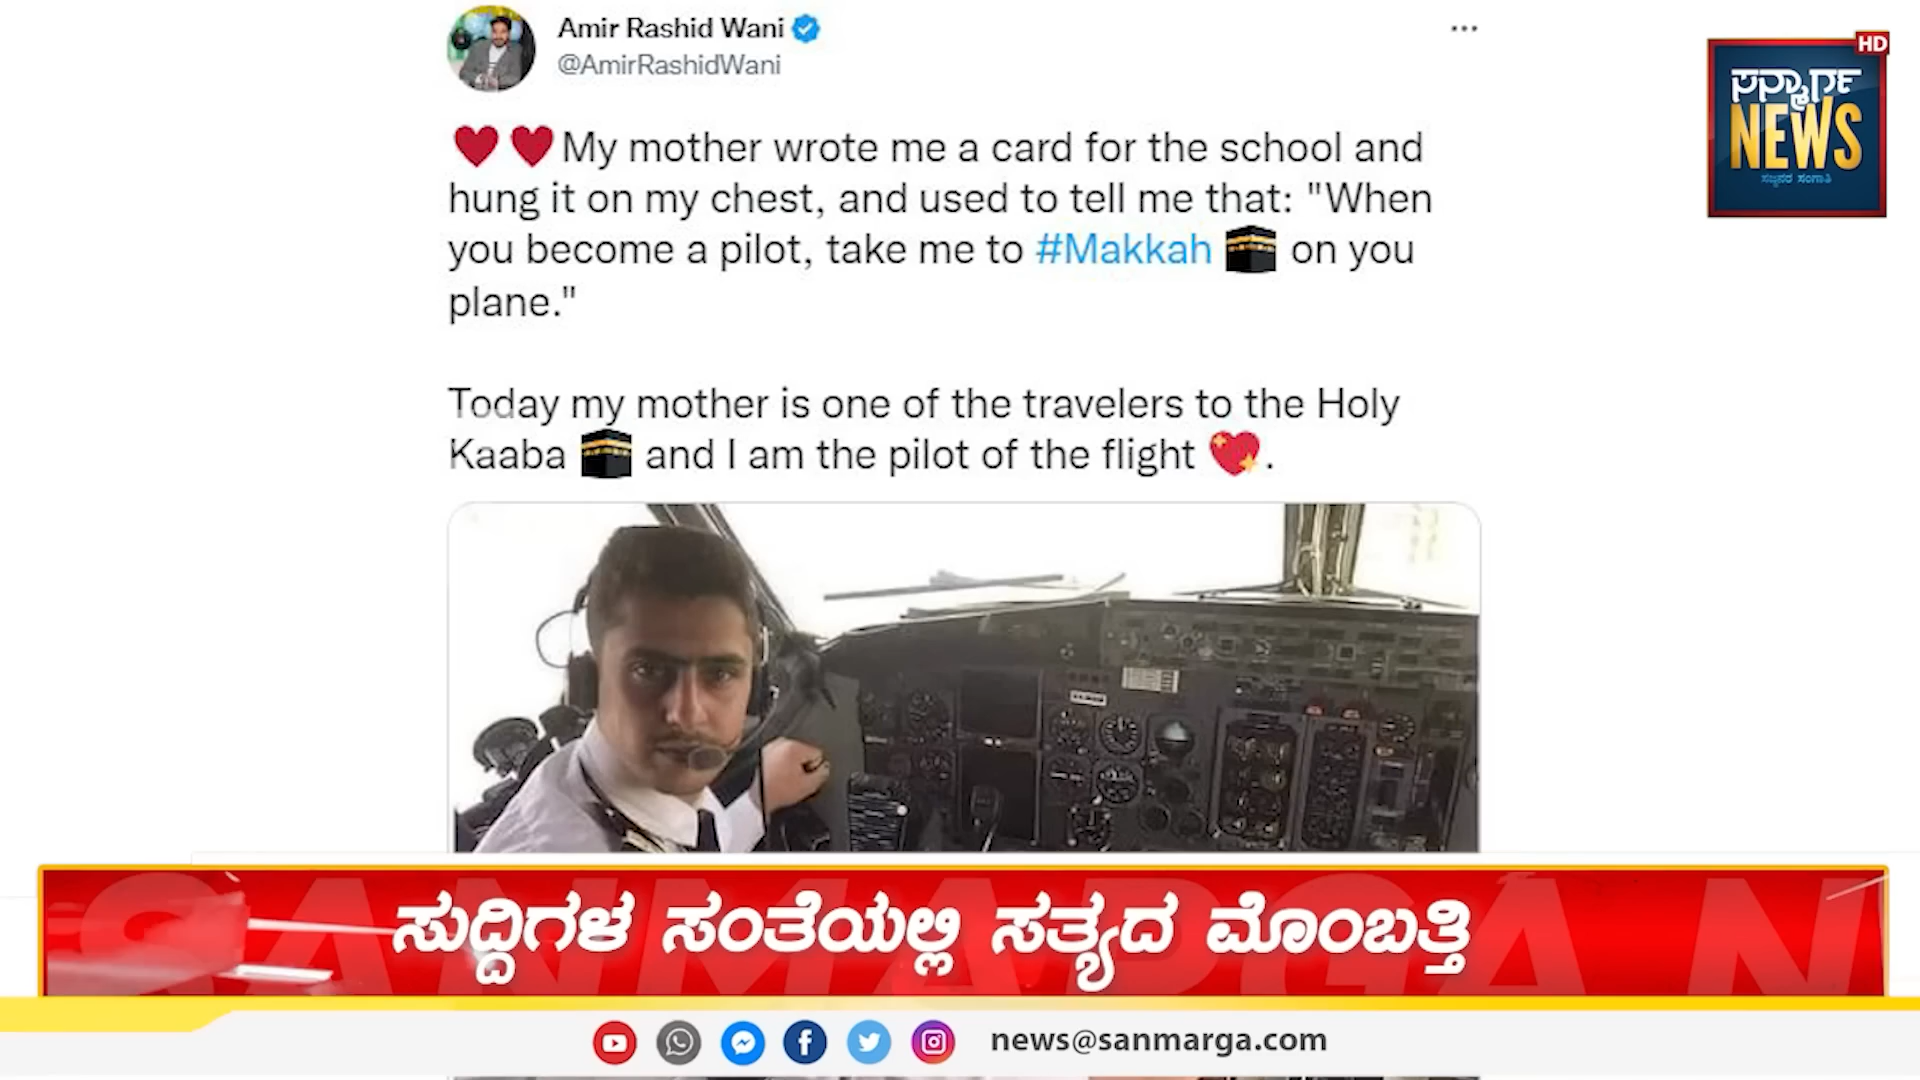 Amir Rashid Wani
@AmirRashidWani
HD
ಸನ್ಮಾರ್ಗ
NEWS
ಸಜ್ಜನರ ಸಂಗಾತಿ
❤️❤️My mother wrote me a card for the school and
hung it on my chest, and used to tell me that: "When
you become a pilot, take me to #Makkah 🕋 on you
plane."
Today my mother is one of the travelers to the Holy
Kaaba 🕋 and I am the pilot of the flight 💖.
SANMARGA N
ಸುದ್ದಿಗಳ ಸಂತೆಯಲ್ಲಿ ಸತ್ಯದ ಮೊಂಬತ್ತಿ
news@sanmarga.com